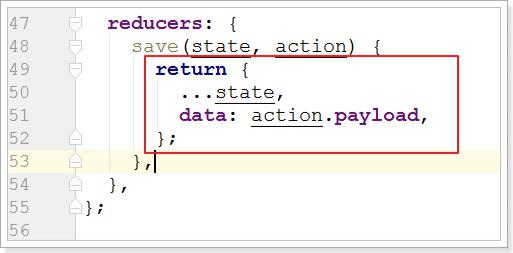 47 reducers: {
48 save(state, action) {
49 return {
50 ...state,
51 data: action.payload,
52 };
53 },
54 },
55 };
56